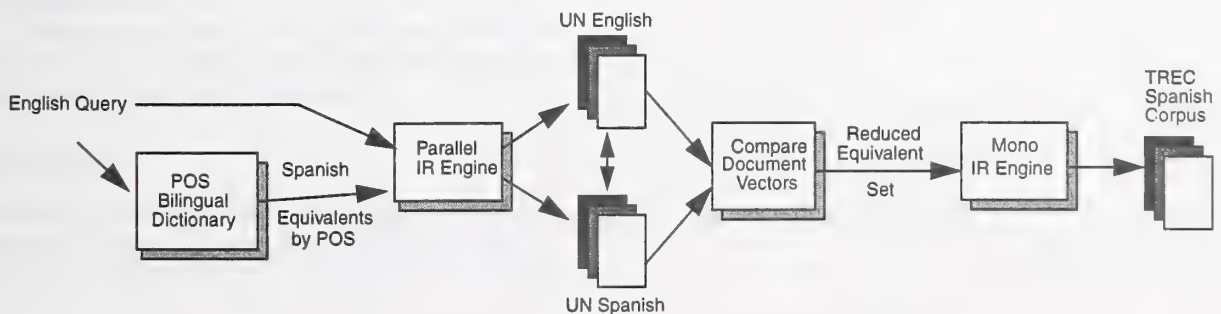 English Query
POS
Bilingual
Dictionary
Spanish
Equivalents
by POS
Parallel
IR Engine
UN English
UN Spanish
Compare
Document
Vectors
Reduced
Equivalent
Set
Mono
IR Engine
TREC
Spanish
Corpus